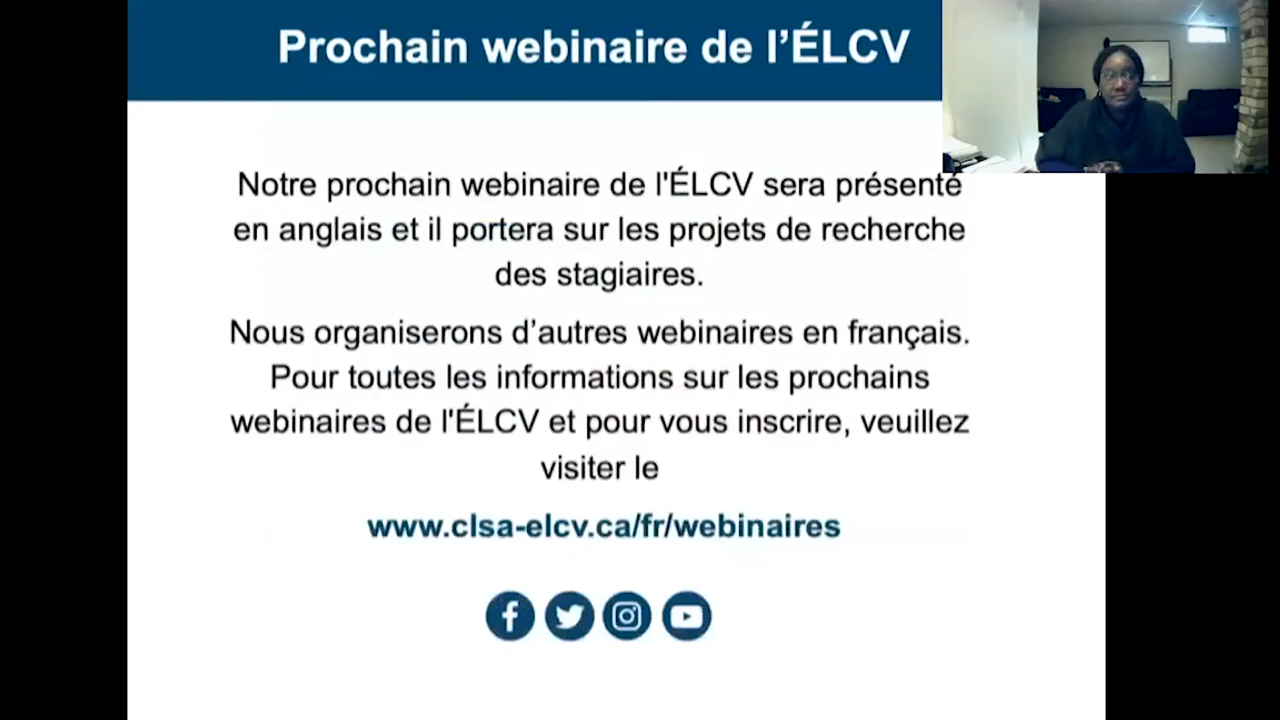 Prochain webinaire de l’ÉLCV
Notre prochain webinaire de l'ÉLCV sera présenté
en anglais et il portera sur les projets de recherche
des stagiaires.
Nous organiserons d’autres webinaires en français.
Pour toutes les informations sur les prochains
webinaires de l'ÉLCV et pour vous inscrire, veuillez
visiter le
www.clsa-elcv.ca/fr/webinaires